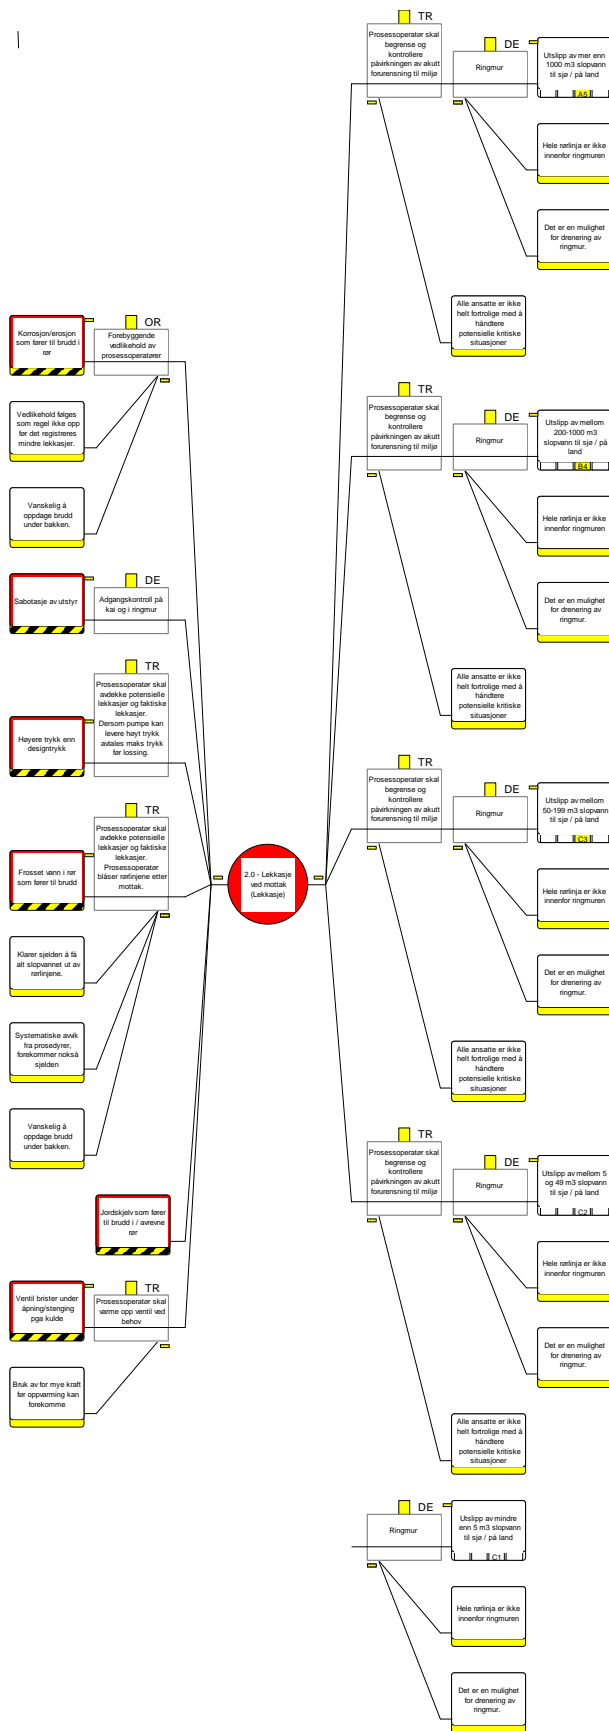 TR
Prosessoperatør skal
begrense og
kontrollere
påvirkningen av akutt
forurensning til miljø
DE
Ringmur
Utslipp av mer enn
1000 m3 slopvann
til sjø / på land
A5
Hele rørlinja er ikke
innenfor ringmuren
Det er en mulighet
for drenering av
ringmur.
Alle ansatte er ikke
helt fortrolige med å
håndtere
potensielle kritiske
situasjoner
TR
Prosessoperatør skal
begrense og
kontrollere
påvirkningen av akutt
forurensning til miljø
DE
Ringmur
Utslipp av mellom
200-1000 m3
slopvann til sjø / på
land
B4
Hele rørlinja er ikke
innenfor ringmuren
Det er en mulighet
for drenering av
ringmur.
Alle ansatte er ikke
helt fortrolige med å
håndtere
potensielle kritiske
situasjoner
TR
Prosessoperatør skal
begrense og
kontrollere
påvirkningen av akutt
forurensning til miljø
DE
Ringmur
Utslipp av mellom
50-199 m3 slopvann
til sjø / på land
C3
Hele rørlinja er ikke
innenfor ringmuren
Det er en mulighet
for drenering av
ringmur.
Alle ansatte er ikke
helt fortrolige med å
håndtere
potensielle kritiske
situasjoner
TR
Prosessoperatør skal
begrense og
kontrollere
påvirkningen av akutt
forurensning til miljø
DE
Ringmur
Utslipp av mellom 5
og 49 m3 slopvann
til sjø / på land
C2
Hele rørlinja er ikke
innenfor ringmuren
Det er en mulighet
for drenering av
ringmur.
Alle ansatte er ikke
helt fortrolige med å
håndtere
potensielle kritiske
situasjoner
DE
Ringmur
Utslipp av mindre
enn 5 m3 slopvann
til sjø / på land
C1
Hele rørlinja er ikke
innenfor ringmuren
Det er en mulighet
for drenering av
ringmur.
2.0 - Lekkasje
ved mottak
(Lekkasje)
Korrosjon/erosjon
som fører til brudd i
rør
OR
Forebyggende
vedlikehold av
prosessoperatører
Vedlikehold følges
som regel ikke opp
før det registreres
mindre lekkasjer.
Vanskelig å
oppdage brudd
under bakken.
Sabotasje av utstyr
DE
Adgangskontroll på
kai og i ringmur
Høyere trykk enn
designtrykk
TR
Prosessoperatør skal
avdekke potensielle
lekkasjer og faktiske
lekkasjer.
Dersom pumpe kan
levere høyt trykk
avtales maks trykk
før lossing.
Frosset vann i rør
som fører til brudd
TR
Prosessoperatør skal
avdekke potensielle
lekkasjer og faktiske
lekkasjer.
Prosessoperatør
blåser rørlinjene etter
mottak.
Klarer sjelden å få
alt slopvannet ut av
rørlinjene.
Systematiske avvik
fra prosedyrer,
forekommer nokså
sjelden
Vanskelig å
oppdage brudd
under bakken.
Jordskjelv som fører
til brudd i / avrevne
rør
Ventil brister under
åpning/stenging
pga kulde
TR
Prosessoperatør skal
varme opp ventil ved
behov
Bruk av for mye kraft
før oppvarming kan
forekomme